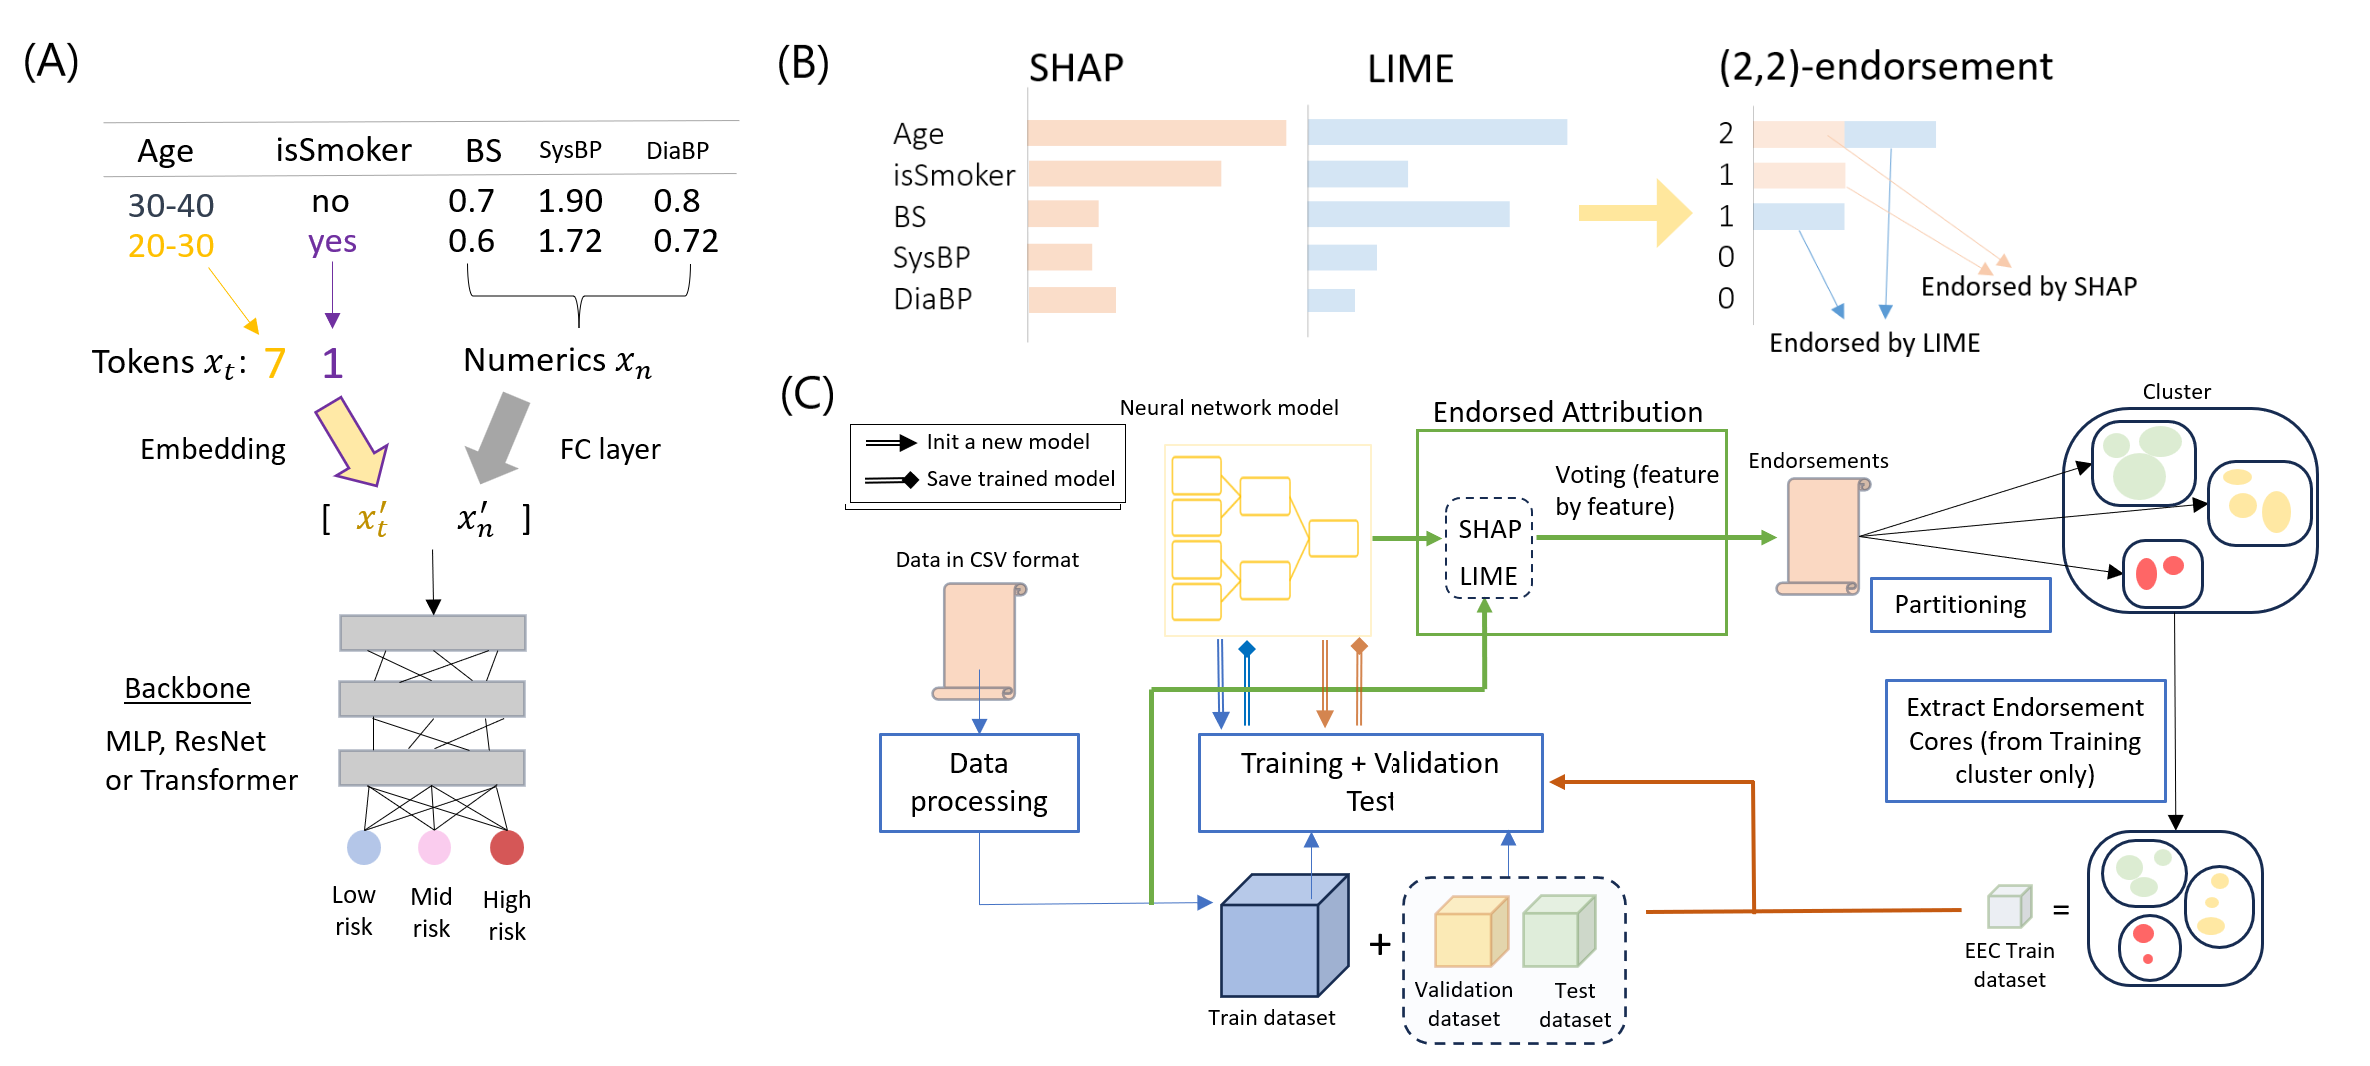 (A)
Age isSmoker BS SysBP DiaBP
30-40 no 0.7 1.90 0.8
20-30 yes 0.6 1.72 0.72
Tokens xₜ: 7 1 Numerics xₙ
Embedding FC layer
[ x′ₜ x′ₙ ]
Backbone
MLP, ResNet
or Transformer
Low
risk
Mid
risk
High
risk
(B)
SHAP LIME (2,2)-endorsement
Age
isSmoker
BS
SysBP
DiaBP
2
1
1
0
0
Endorsed by SHAP
Endorsed by LIME
(C)
Init a new model
Save trained model
Neural network model
Endorsed Attribution
Voting (feature
by feature)
SHAP
LIME
Endorsements
Cluster
Partitioning
Data in CSV format
Data
processing
Training + Validation
Test
Extract Endorsement
Cores (from Training
cluster only)
Train dataset
+
Validation
dataset
Test
dataset
EEC Train
dataset
=